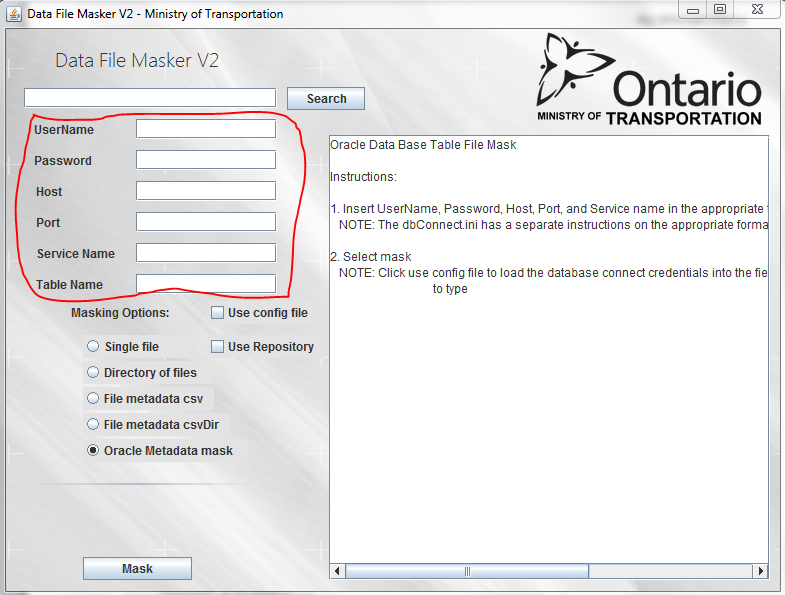 Data File Masker V2 - Ministry of Transportation
Data File Masker V2
Search
Ontario
MINISTRY OF TRANSPORTATION
UserName
Password
Host
Port
Service Name
Table Name
Masking Options:
Use config file
Single file
Use Repository
Directory of files
File metadata csv
File metadata csvDir
Oracle Metadata mask
Mask
Oracle Data Base Table File Mask
Instructions:
1. Insert UserName, Password, Host, Port, and Service name in the appropriate
NOTE: The dbConnect.ini has a separate instructions on the appropriate forma
2. Select mask
NOTE: Click use config file to load the database connect credentials into the fie
to type